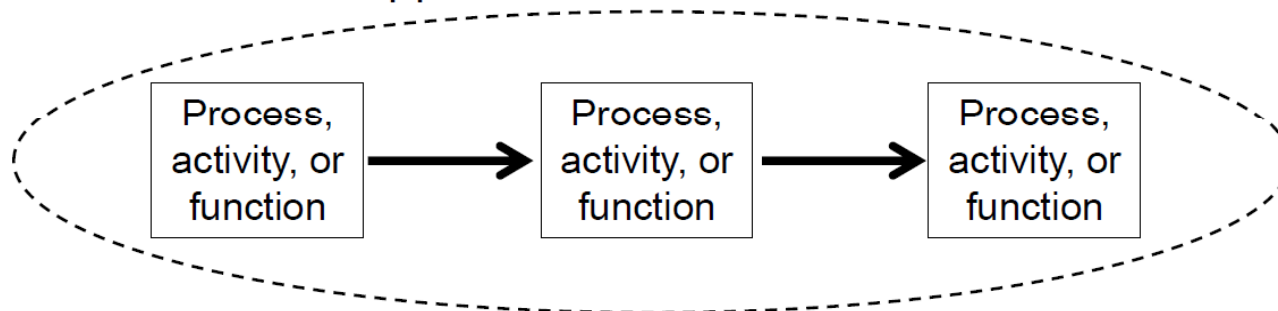 Process,
activity, or
function
Process,
activity, or
function
Process,
activity, or
function